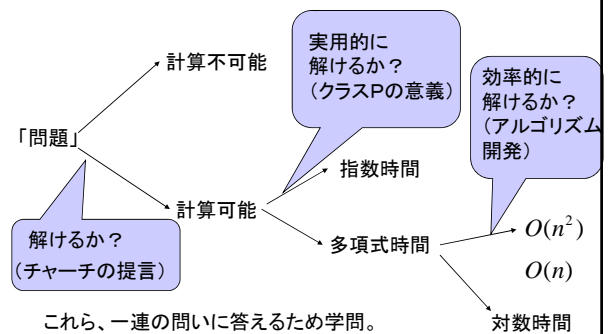 実用的に
解けるか？
（クラスＰの意義）
効率的に
解けるか？
（アルゴリズム
開発）
計算不可能
「問題」
指数時間
計算可能
解けるか？
（チャーチの提言）
多項式時間
O(n²)
O(n)
対数時間
これら、一連の問いに答えるため学問。